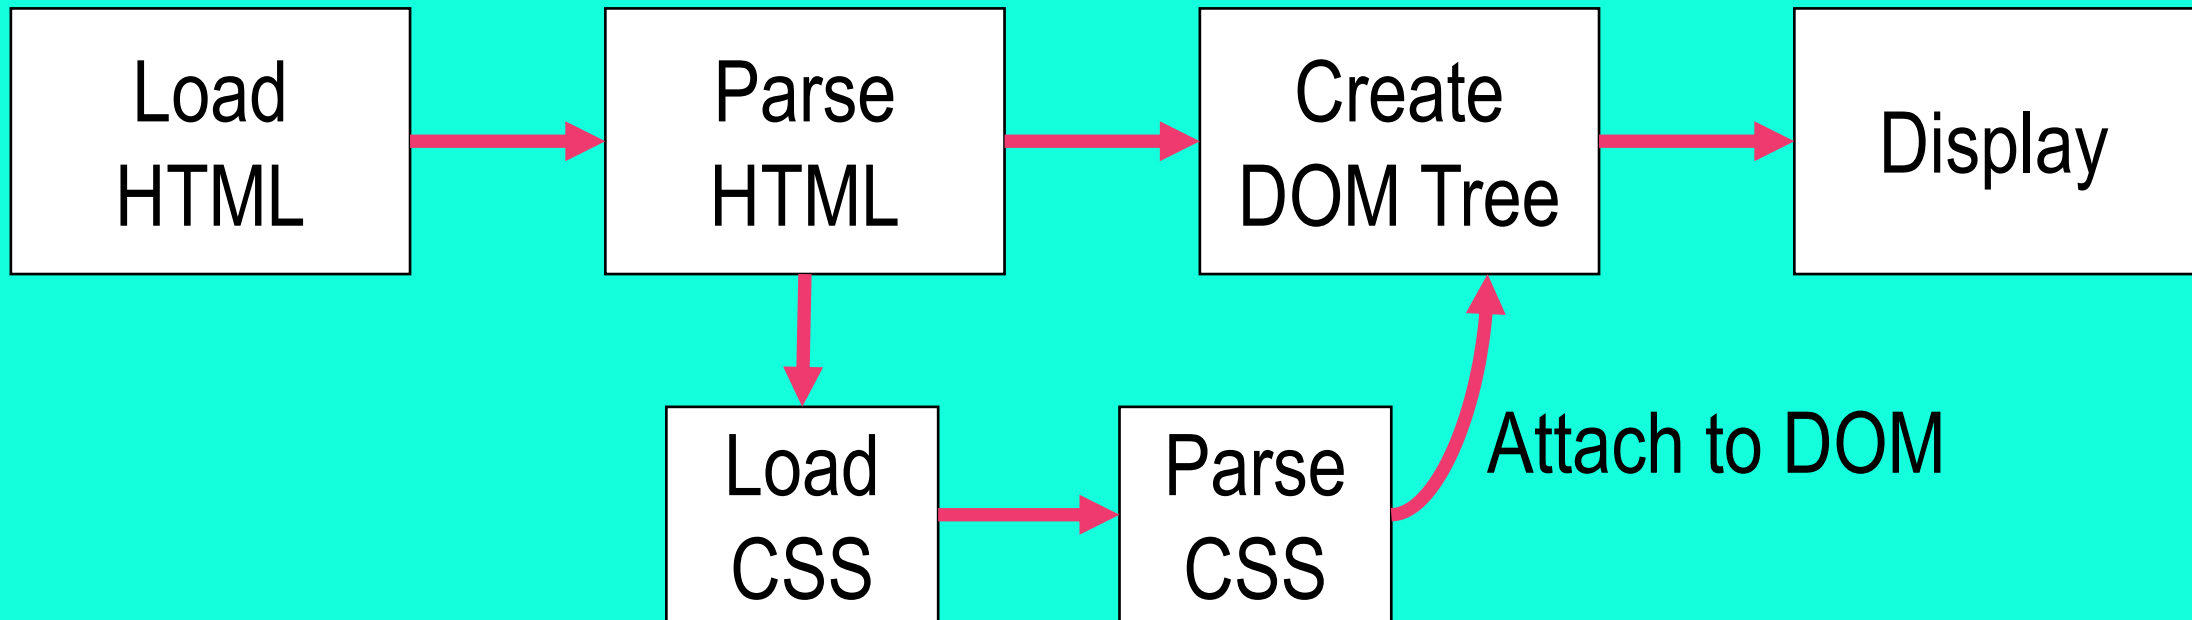 Load
HTML
Parse
HTML
Create
DOM Tree
Display
Load
CSS
Parse
CSS
Attach to DOM